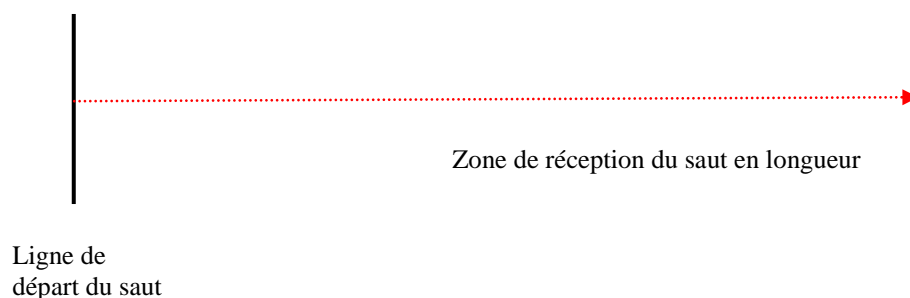 Zone de réception du saut en longueur
Ligne de
départ du saut